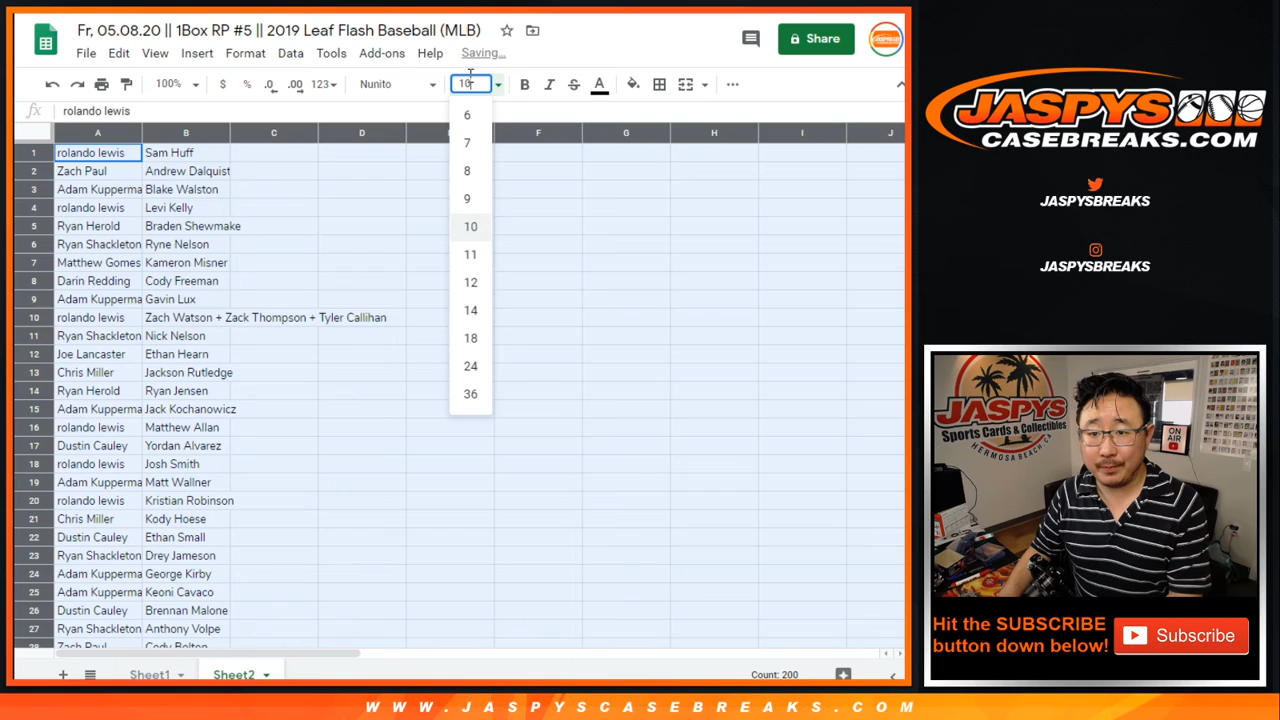 Fr, 05.08.20 || 1Box RP #5 || 2019 Leaf Flash Baseball (MLB)
File Edit View Insert Format Data Tools Add-ons Help Saving...
Share
100% $ % .0 .00 123 Nunito 10 B I S A
fx rolando lewis
A B C D F G H I J
1 rolando lewis Sam Huff
2 Zach Paul Andrew Dalquist
3 Adam Kupperma Blake Walston
4 rolando lewis Levi Kelly
5 Ryan Herold Braden Shewmake
6 Ryan Shackleton Ryne Nelson
7 Matthew Gomes Kameron Misner
8 Darin Redding Cody Freeman
9 Adam Kupperma Gavin Lux
10 rolando lewis Zach Watson + Zack Thompson + Tyler Callihan
11 Ryan Shackleton Nick Nelson
12 Joe Lancaster Ethan Hearn
13 Chris Miller Jackson Rutledge
14 Ryan Herold Ryan Jensen
15 Adam Kupperma Jack Kochanowicz
16 rolando lewis Matthew Allan
17 Dustin Cauley Yordan Alvarez
18 rolando lewis Josh Smith
19 Adam Kupperma Matt Wallner
20 rolando lewis Kristian Robinson
21 Chris Miller Kody Hoese
22 Dustin Cauley Ethan Small
23 Ryan Shackleton Drey Jameson
24 Adam Kupperma George Kirby
25 Adam Kupperma Keoni Cavaco
26 Dustin Cauley Brennan Malone
27 Ryan Shackleton Anthony Volpe
28 Zach Paul Cody Bolton
6
7
8
9
10
11
12
14
18
24
36
Sheet1 Sheet2 Count: 200
JASPYS
CASEBREAKS.COM
JASPYSBREAKS
JASPYSBREAKS
JASPYS
Sports Cards & Collectibles
HERMOSA BEACH, CA
ON AIR
Hit the SUBSCRIBE
button down below!
Subscribe
WWW.JASPYSCASEBREAKS.COM